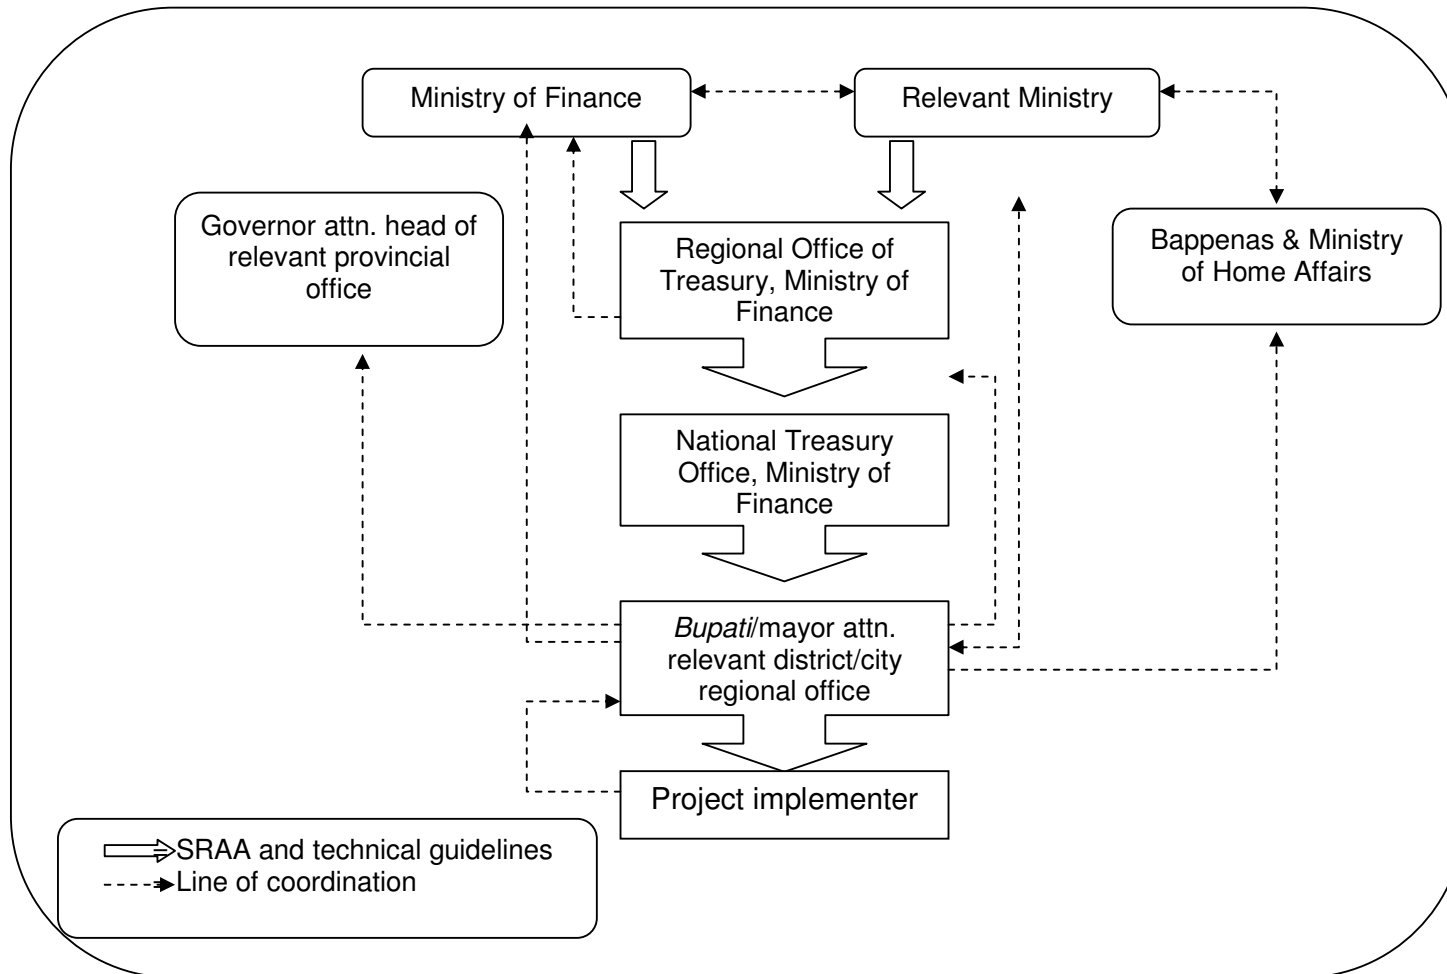 Ministry of Finance
Relevant Ministry
Governor attn. head of
relevant provincial
office
Regional Office of
Treasury, Ministry of
Finance
Bappenas & Ministry
of Home Affairs
National Treasury
Office, Ministry of
Finance
Bupati/mayor attn.
relevant district/city
regional office
Project implementer
SRAA and technical guidelines
Line of coordination